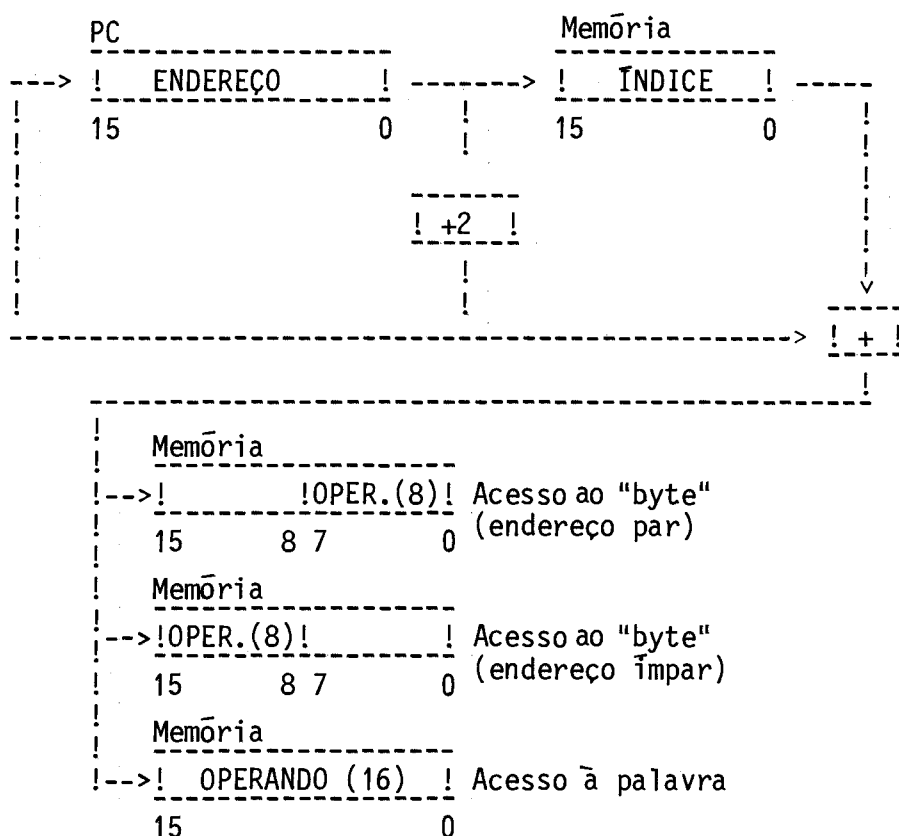 PC Memória
! ENDEREÇO ! ! ÍNDICE !
15 0 15 0
! +2 !
! + !
Memória
! !OPER.(8)! Acesso ao "byte"
15 8 7 0 (endereço par)
Memória
!OPER.(8)! ! Acesso ao "byte"
15 8 7 0 (endereço ímpar)
Memória
! OPERANDO (16) ! Acesso à palavra
15 0